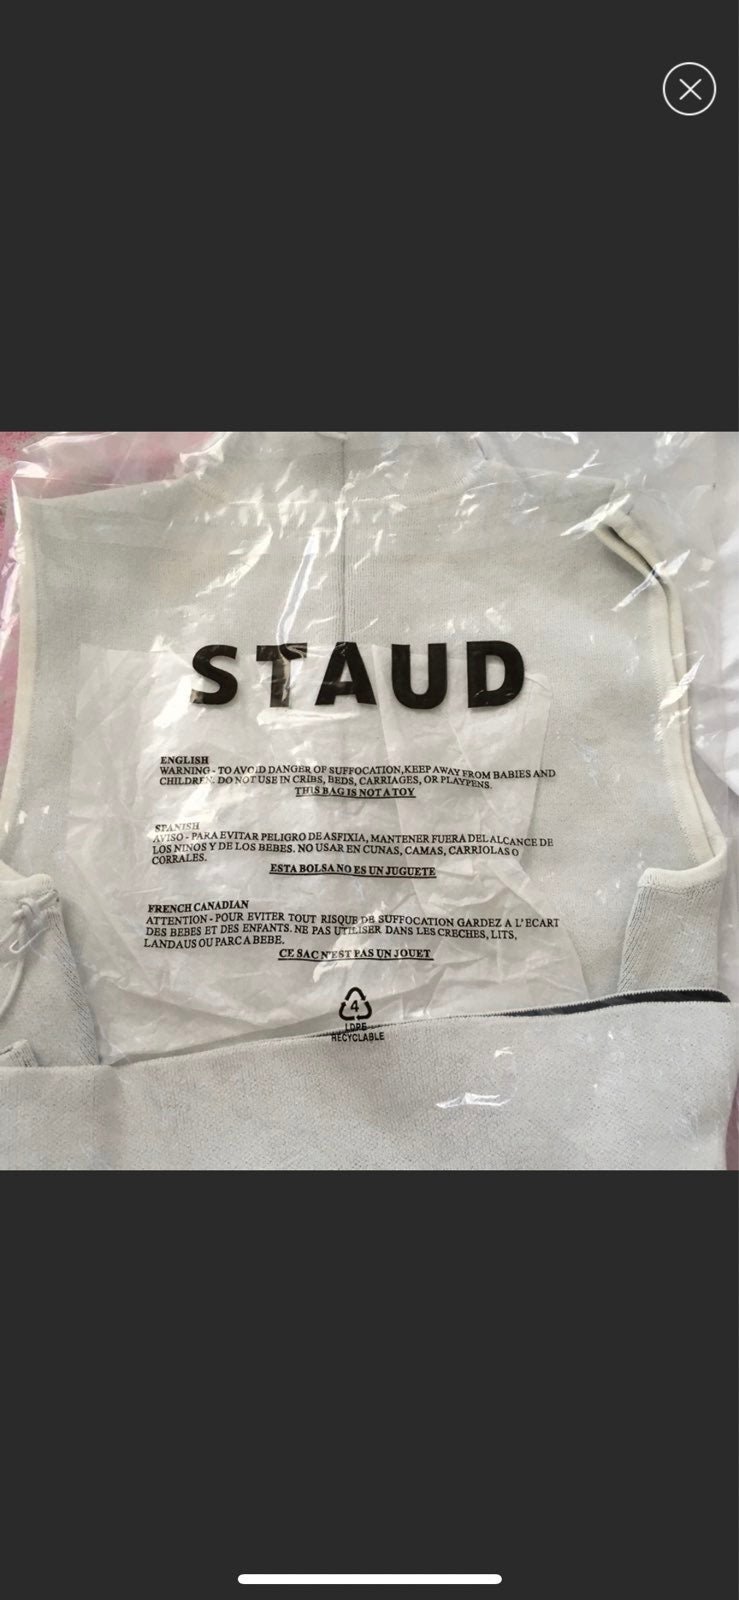 STAUD
ENGLISH
WARNING - TO AVOID DANGER OF SUFFOCATION,KEEP AWAY FROM BABIES AND
CHILDREN. DO NOT USE IN CRIBS, BEDS, CARRIAGES, OR PLAYPENS.
THIS BAG IS NOT A TOY
SPANISH
AVISO - PARA EVITAR PELIGRO DE ASFIXIA, MANTENER FUERA DEL ALCANCE DE
LOS NINOS Y DE LOS BEBES. NO USAR EN CUNAS, CAMAS, CARRIOLAS O
CORRALES.
ESTA BOLSA NO ES UN JUGUETE
FRENCH CANADIAN
ATTENTION - POUR EVITER TOUT RISQUE DE SUFFOCATION GARDEZ A L'ECART
DES BEBES ET DES ENFANTS. NE PAS UTILISER DANS LES CRECHES, LITS,
LANDAUS OU PARC A BEBE.
CE SAC N'EST PAS UN JOUET
4
LDPE
RECYCLABLE